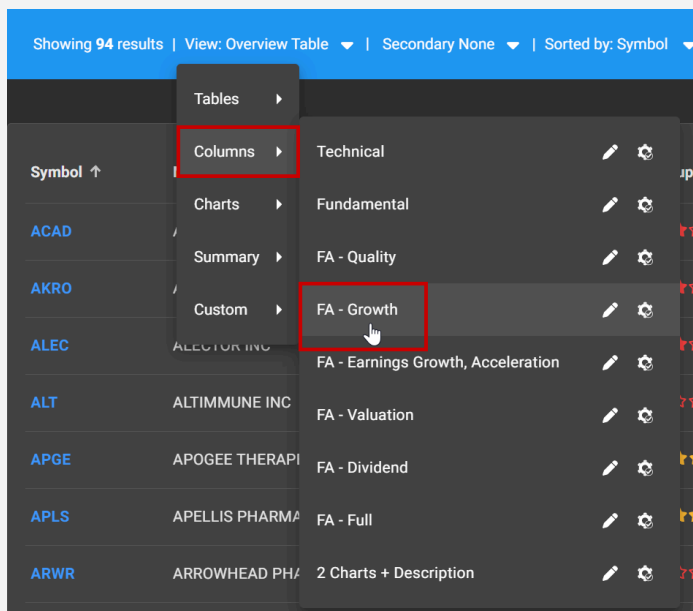 Showing 94 results | View: Overview Table | Secondary None | Sorted by: Symbol
Tables
Columns
Charts
Summary
Custom
Technical
Fundamental
FA - Quality
FA - Growth
FA - Earnings Growth, Acceleration
FA - Valuation
FA - Dividend
FA - Full
2 Charts + Description
Symbol ↑
ACAD
AKRO
ALEC ALECTOR INC
ALT ALTIMMUNE INC
APGE APOGEE THERAP
APLS APELLIS PHARMA
ARWR ARROWHEAD PHA